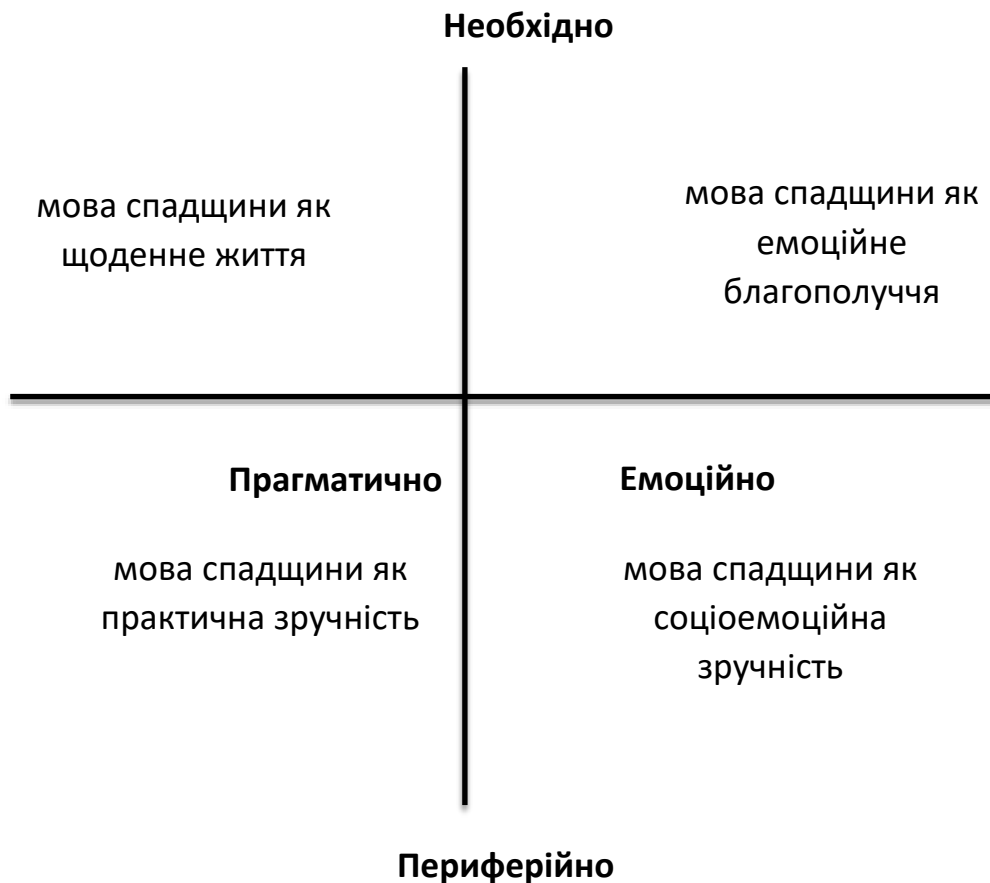 Необхідно
мова спадщини як
щоденне життя
мова спадщини як
емоційне
благополуччя
Прагматично
Емоційно
мова спадщини як
практична зручність
мова спадщини як
соціоемоційна
зручність
Периферійно